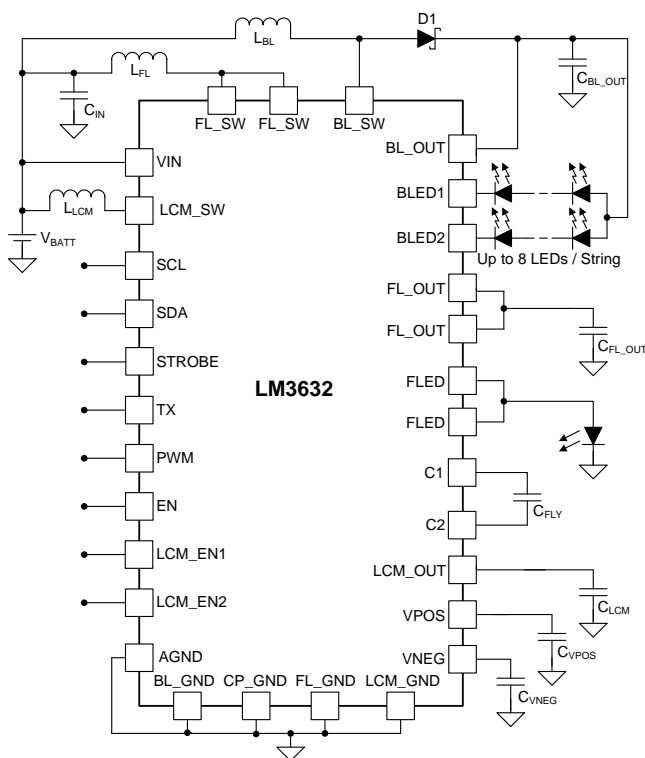 D1
L_BL
L_FL
C_BL_OUT
C_IN
FL_SW FL_SW BL_SW
BL_OUT
VIN
BLED1
L_LCM
LCM_SW
BLED2
V_BATT
Up to 8 LEDs / String
SCL
FL_OUT
SDA
FL_OUT
C_FL_OUT
STROBE
FLED
LM3632
TX
FLED
PWM
C1
C_FLY
EN
C2
LCM_EN1
LCM_OUT
C_LCM
LCM_EN2
VPOS
C_VPOS
AGND
VNEG
C_VNEG
BL_GND CP_GND FL_GND LCM_GND